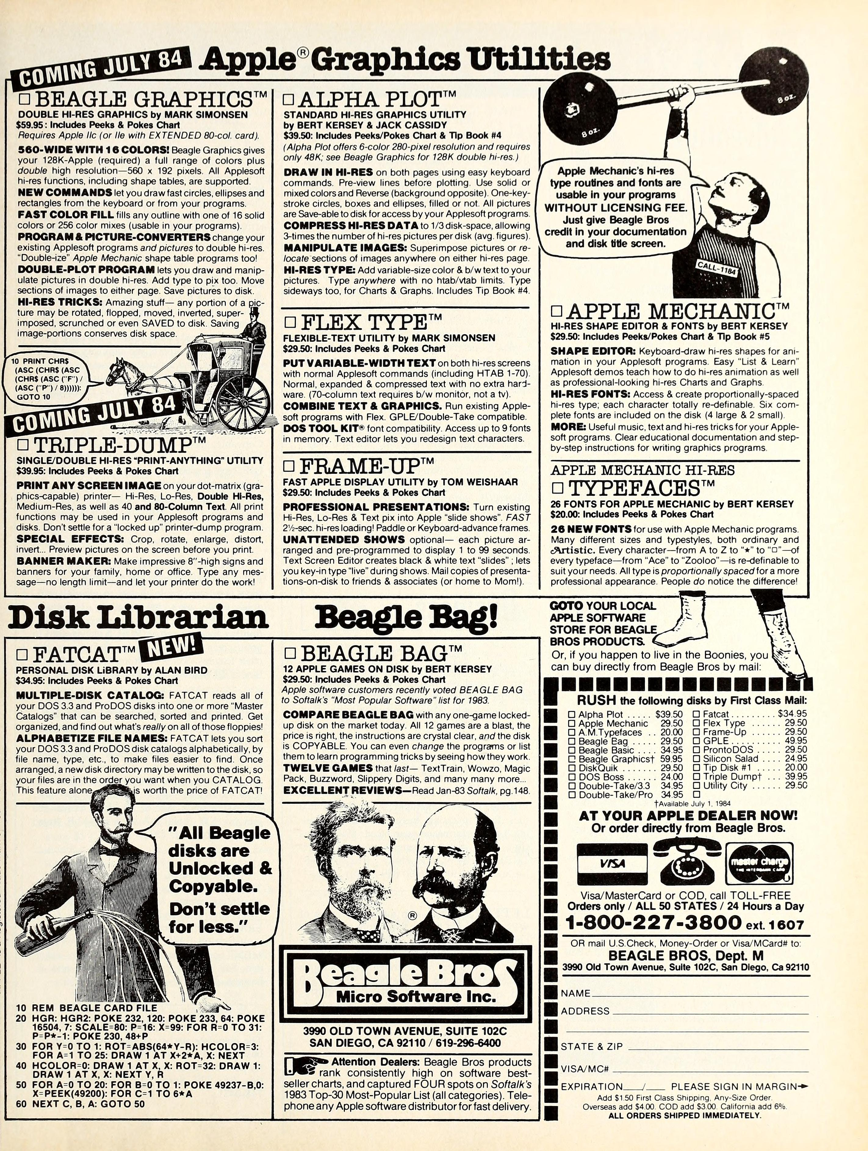 COMING JULY 84
Apple® Graphics Utilities
□ BEAGLE GRAPHICS™
DOUBLE HI-RES GRAPHICS by MARK SIMONSEN
$59.95: Includes Peeks & Pokes Chart
Requires Apple IIc (or IIe with EXTENDED 80-col. card).
560-WIDE WITH 16 COLORS! Beagle Graphics gives
your 128K-Apple (required) a full range of colors plus
double high resolution—560 x 192 pixels. All Applesoft
hi-res functions, including shape tables, are supported.
NEW COMMANDS let you draw fast circles, ellipses and
rectangles from the keyboard or from your programs.
FAST COLOR FILL fills any outline with one of 16 solid
colors or 256 color mixes (usable in your programs).
PROGRAM & PICTURE-CONVERTERS change your
existing Applesoft programs and pictures to double hi-res.
"Double-ize" Apple Mechanic shape table programs too!
DOUBLE-PLOT PROGRAM lets you draw and manip-
ulate pictures in double hi-res. Add type to pix too. Move
sections of images to either page. Save pictures to disk.
HI-RES TRICKS: Amazing stuff— any portion of a pic-
ture may be rotated, flopped, moved, inverted, super-
imposed, scrunched or even SAVED to disk. Saving
image-portions conserves disk space.
10 PRINT CHR$
(ASC (CHR$ (ASC
(CHR$ (ASC ("F") /
(ASC ("P") / 8)))))):
GOTO 10
COMING JULY 84
□ TRIPLE-DUMP™
SINGLE/DOUBLE HI-RES "PRINT-ANYTHING" UTILITY
$39.95: Includes Peeks & Pokes Chart
PRINT ANY SCREEN IMAGE on your dot-matrix (gra-
phics-capable) printer— Hi-Res, Lo-Res, Double Hi-Res,
Medium-Res, as well as 40 and 80-Column Text. All print
functions may be used in your Applesoft programs and
disks. Don't settle for a "locked up" printer-dump program.
SPECIAL EFFECTS: Crop, rotate, enlarge, distort,
invert... Preview pictures on the screen before you print.
BANNER MAKER: Make impressive 8"-high signs and
banners for your family, home or office. Type any mes-
sage—no length limit—and let your printer do the work!
□ ALPHA PLOT™
STANDARD HI-RES GRAPHICS UTILITY
by BERT KERSEY & JACK CASSIDY
$39.50: Includes Peeks/Pokes Chart & Tip Book #4
(Alpha Plot offers 6-color 280-pixel resolution and requires
only 48K; see Beagle Graphics for 128K double hi-res.)
DRAW IN HI-RES on both pages using easy keyboard
commands. Pre-view lines before plotting. Use solid or
mixed colors and Reverse (background opposite). One-key-
stroke circles, boxes and ellipses, filled or not. All pictures
are Save-able to disk for access by your Applesoft programs.
COMPRESS HI-RES DATA to 1/3 disk-space, allowing
3-times the number of hi-res pictures per disk (avg. figures).
MANIPULATE IMAGES: Superimpose pictures or re-
locate sections of images anywhere on either hi-res page.
HI-RES TYPE: Add variable-size color & b/w text to your
pictures. Type anywhere with no htab/vtab limits. Type
sideways too, for Charts & Graphs. Includes Tip Book #4.
□ FLEX TYPE™
FLEXIBLE-TEXT UTILITY by MARK SIMONSEN
$29.50: Includes Peeks & Pokes Chart
PUT VARIABLE-WIDTH TEXT on both hi-res screens
with normal Applesoft commands (including HTAB 1-70).
Normal, expanded & compressed text with no extra hard-
ware. (70-column text requires b/w monitor, not a tv).
COMBINE TEXT & GRAPHICS. Run existing Apple-
soft programs with Flex. GPLE/Double-Take compatible.
DOS TOOL KIT® font compatibility. Access up to 9 fonts
in memory. Text editor lets you redesign text characters.
□ FRAME-UP™
FAST APPLE DISPLAY UTILITY by TOM WEISHAAR
$29.50: Includes Peeks & Pokes Chart
PROFESSIONAL PRESENTATIONS: Turn existing
Hi-Res, Lo-Res & Text pix into Apple "slide shows". FAST
2½-sec. hi-res loading! Paddle or Keyboard-advance frames.
UNATTENDED SHOWS optional— each picture ar-
ranged and pre-programmed to display 1 to 99 seconds.
Text Screen Editor creates black & white text "slides"; lets
you key-in type "live" during shows. Mail copies of presenta-
tions-on-disk to friends & associates (or home to Mom!).
8 oz.
8 oz.
Apple Mechanic's hi-res
type routines and fonts are
usable in your programs
WITHOUT LICENSING FEE.
Just give Beagle Bros
credit in your documentation
and disk title screen.
CALL-1184
□ APPLE MECHANIC™
HI-RES SHAPE EDITOR & FONTS by BERT KERSEY
$29.50: Includes Peeks/Pokes Chart & Tip Book #5
SHAPE EDITOR: Keyboard-draw hi-res shapes for ani-
mation in your Applesoft programs. Easy "List & Learn"
Applesoft demos teach how to do hi-res animation as well
as professional-looking hi-res Charts and Graphs.
HI-RES FONTS: Access & create proportionally-spaced
hi-res type; each character totally re-definable. Six com-
plete fonts are included on the disk (4 large & 2 small).
MORE: Useful music, text and hi-res tricks for your Apple-
soft programs. Clear educational documentation and step-
by-step instructions for writing graphics programs.
APPLE MECHANIC HI-RES
□ TYPEFACES™
26 FONTS FOR APPLE MECHANIC by BERT KERSEY
$20.00: Includes Peeks & Pokes Chart
26 NEW FONTS for use with Apple Mechanic programs.
Many different sizes and typestyles, both ordinary and
Artistic. Every character—from A to Z to "★" to "□"—of
every typeface—from "Ace" to "Zooloo"—is re-definable to
suit your needs. All type is proportionally spaced for a more
professional appearance. People do notice the difference!
Disk Librarian
□ FATCAT™ NEW!
PERSONAL DISK LIBRARY by ALAN BIRD
$34.95: Includes Peeks & Pokes Chart
MULTIPLE-DISK CATALOG: FATCAT reads all of
your DOS 3.3 and ProDOS disks into one or more "Master
Catalogs" that can be searched, sorted and printed. Get
organized, and find out what's really on all of those floppies!
ALPHABETIZE FILE NAMES: FATCAT lets you sort
your DOS 3.3 and ProDOS disk catalogs alphabetically, by
file name, type, etc., to make files easier to find. Once
arranged, a new disk directory may be written to the disk, so
your files are in the order you want when you CATALOG.
This feature alone is worth the price of FATCAT!
"All Beagle
disks are
Unlocked &
Copyable.
Don't settle
for less."
10 REM BEAGLE CARD FILE
20 HGR: HGR2: POKE 232, 120: POKE 233, 64: POKE
16504, 7: SCALE=80: P=16: X=99: FOR R=0 TO 31:
P=P*-1: POKE 230, 48+P
30 FOR Y=0 TO 1: ROT=ABS(64*Y-R): HCOLOR=3:
FOR A=1 TO 25: DRAW 1 AT X+2*A, X: NEXT
40 HCOLOR=0: DRAW 1 AT X, X: ROT=32: DRAW 1:
DRAW 1 AT X, X: NEXT Y, R
50 FOR A=0 TO 20: FOR B=0 TO 1: POKE 49237-B,0:
X=PEEK(49200): FOR C=1 TO 6*A
60 NEXT C, B, A: GOTO 50
Beagle Bag!
□ BEAGLE BAG™
12 APPLE GAMES ON DISK by BERT KERSEY
$29.50: Includes Peeks & Pokes Chart
Apple software customers recently voted BEAGLE BAG
to Softalk's "Most Popular Software" list for 1983.
COMPARE BEAGLE BAG with any one-game locked-
up disk on the market today. All 12 games are a blast, the
price is right, the instructions are crystal clear, and the disk
is COPYABLE. You can even change the programs or list
them to learn programming tricks by seeing how they work.
TWELVE GAMES that last— TextTrain, Wowzo, Magic
Pack, Buzzword, Slippery Digits, and many many more...
EXCELLENT REVIEWS—Read Jan-83 Softalk, pg.148.
®
Beagle Bros
Micro Software Inc.
3990 OLD TOWN AVENUE, SUITE 102C
SAN DIEGO, CA 92110 / 619-296-6400
Attention Dealers: Beagle Bros products
rank consistently high on software best-
seller charts, and captured FOUR spots on Softalk's
1983 Top-30 Most-Popular List (all categories). Tele-
phone any Apple software distributor for fast delivery.
GOTO YOUR LOCAL
APPLE SOFTWARE
STORE FOR BEAGLE
BROS PRODUCTS.
Or, if you happen to live in the Boonies, you
can buy directly from Beagle Bros by mail:
RUSH the following disks by First Class Mail:
□ Alpha Plot ..... $39.50 □ Fatcat ......... $34.95
□ Apple Mechanic 29.50 □ Flex Type ...... 29.50
□ A.M. Typefaces .. 20.00 □ Frame-Up ...... 29.50
□ Beagle Bag .... 29.50 □ GPLE ......... 49.95
□ Beagle Basic ... 34.95 □ ProntoDOS .... 29.50
□ Beagle Graphics† 59.95 □ Silicon Salad ... 24.95
□ DiskQuik ...... 29.50 □ Tip Disk #1 .... 20.00
□ DOS Boss ..... 24.00 □ Triple Dump† .. 39.95
□ Double-Take/3.3 34.95 □ Utility City ...... 29.50
□ Double-Take/Pro 34.95 □
†Available July 1, 1984
AT YOUR APPLE DEALER NOW!
Or order directly from Beagle Bros.
VISA
master charge
THE INTERBANK CARD
Visa/MasterCard or COD, call TOLL-FREE
Orders only / ALL 50 STATES / 24 Hours a Day
1-800-227-3800 ext. 1607
OR mail U.S.Check, Money-Order or Visa/MCard# to:
BEAGLE BROS, Dept. M
3990 Old Town Avenue, Suite 102C, San Diego, Ca 92110
NAME
ADDRESS
STATE & ZIP
VISA/MC#
EXPIRATION / PLEASE SIGN IN MARGIN
Add $1.50 First Class Shipping, Any-Size Order.
Overseas add $4.00. COD add $3.00. California add 6%.
ALL ORDERS SHIPPED IMMEDIATELY.